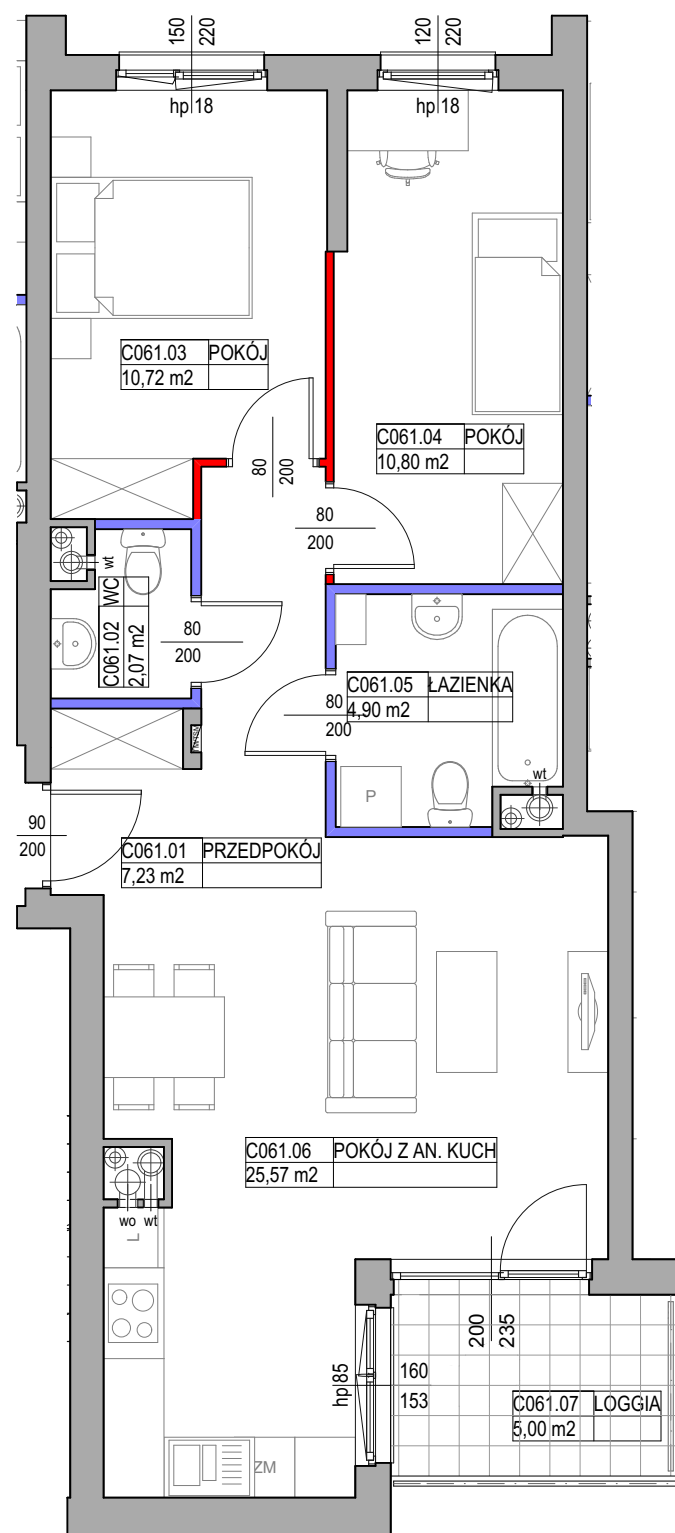 150
220
120
220
hp 18
hp 18
C061.03 POKÓJ
10,72 m2
C061.04 POKÓJ
10,80 m2
80
200
80
200
wt
C061.02 WC
2,07 m2
80
200
C061.05 ŁAZIENKA
4,90 m2
80
200
wt
P
90
200
C061.01 PRZEDPOKÓJ
7,23 m2
C061.06 POKÓJ Z AN. KUCH
25,57 m2
wo wt
L
200
235
hp 85
160
153
C061.07 LOGGIA
5,00 m2
ZM